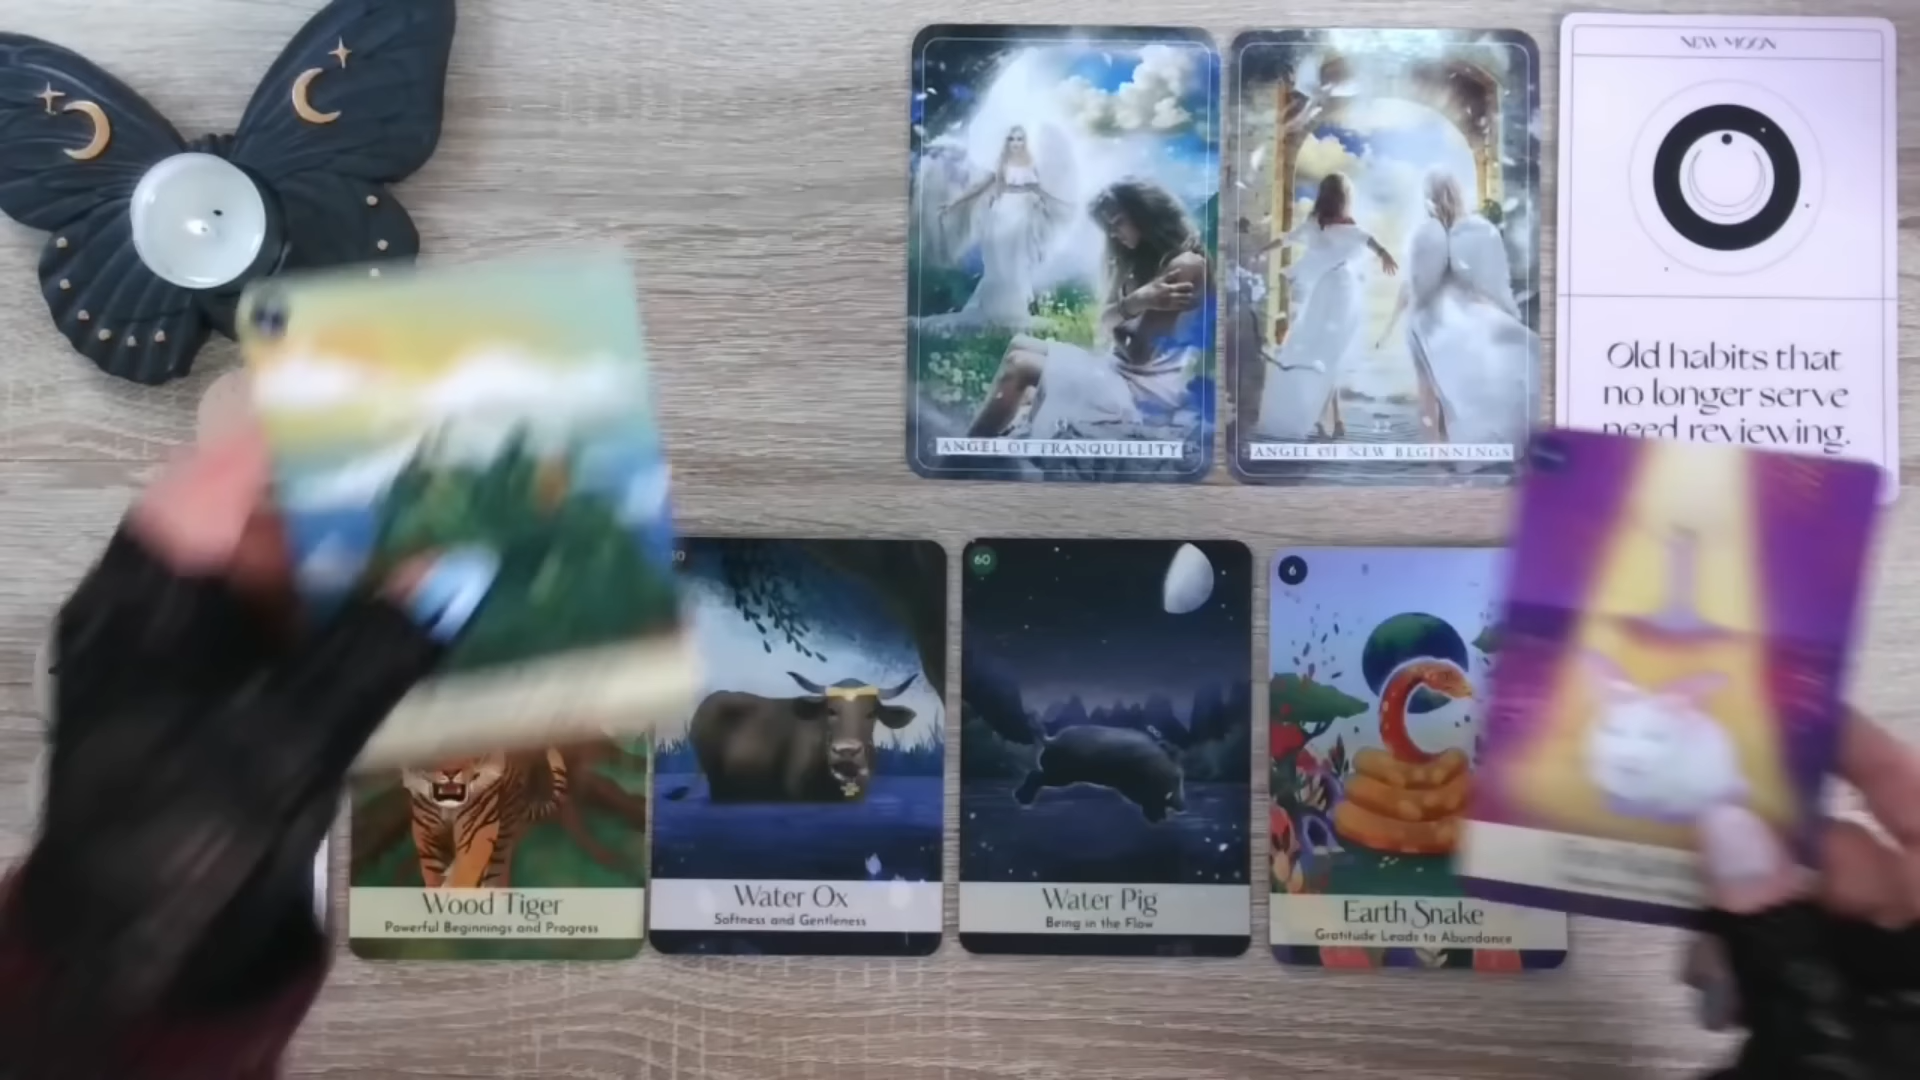 NEW MOON
Old habits that
no longer serve
need reviewing.
ANGEL OF TRANQUILLITY
ANGEL OF NEW BEGINNINGS
50
60
6
Wood Tiger
Powerful Beginnings and Progress
Water Ox
Softness and Gentleness
Water Pig
Being in the Flow
Earth Snake
Gratitude Leads to Abundance